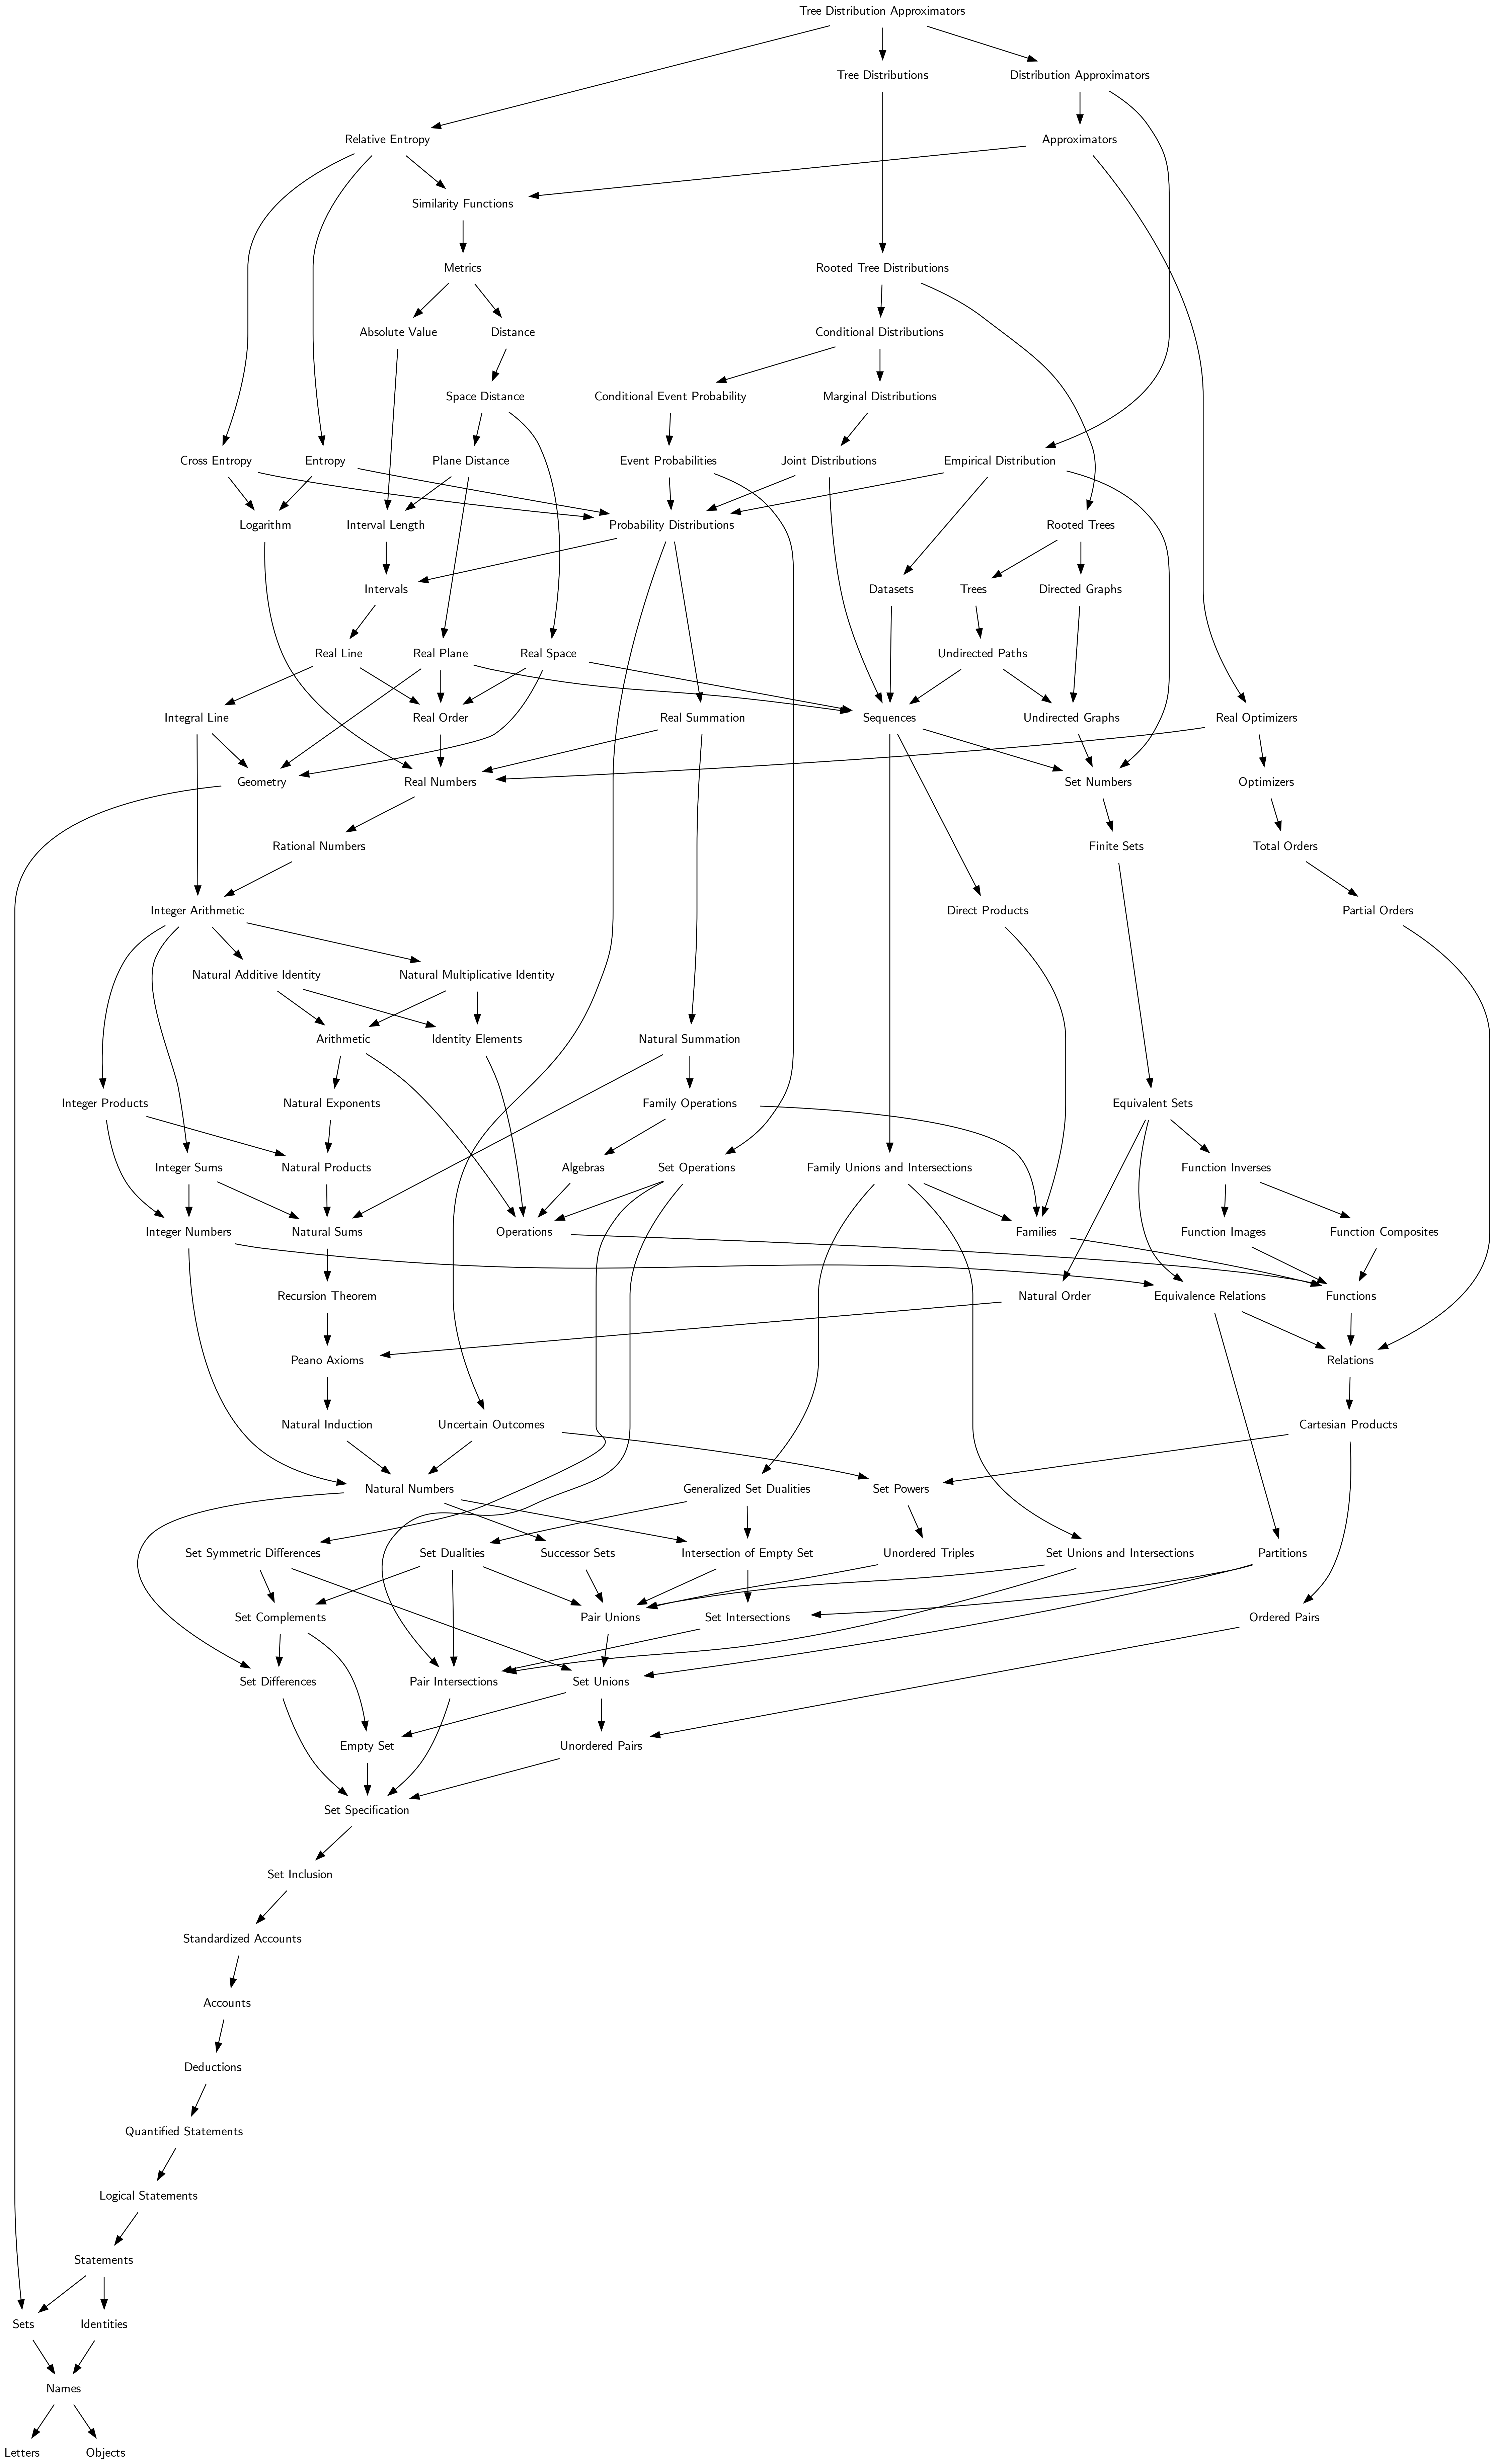 Tree Distribution Approximators
Tree Distributions
Distribution Approximators
Relative Entropy
Approximators
Similarity Functions
Metrics
Rooted Tree Distributions
Absolute Value
Distance
Conditional Distributions
Space Distance
Conditional Event Probability
Marginal Distributions
Cross Entropy
Entropy
Plane Distance
Event Probabilities
Joint Distributions
Empirical Distribution
Logarithm
Interval Length
Probability Distributions
Rooted Trees
Intervals
Datasets
Trees
Directed Graphs
Real Line
Real Plane
Real Space
Undirected Paths
Integral Line
Real Order
Real Summation
Sequences
Undirected Graphs
Real Optimizers
Geometry
Real Numbers
Set Numbers
Optimizers
Rational Numbers
Finite Sets
Total Orders
Integer Arithmetic
Direct Products
Partial Orders
Natural Additive Identity
Natural Multiplicative Identity
Arithmetic
Identity Elements
Natural Summation
Integer Products
Natural Exponents
Family Operations
Equivalent Sets
Integer Sums
Natural Products
Algebras
Set Operations
Family Unions and Intersections
Function Inverses
Integer Numbers
Natural Sums
Operations
Families
Function Images
Function Composites
Recursion Theorem
Natural Order
Equivalence Relations
Functions
Peano Axioms
Relations
Natural Induction
Uncertain Outcomes
Cartesian Products
Natural Numbers
Generalized Set Dualities
Set Powers
Set Symmetric Differences
Set Dualities
Successor Sets
Intersection of Empty Set
Unordered Triples
Set Unions and Intersections
Partitions
Set Complements
Pair Unions
Set Intersections
Ordered Pairs
Set Differences
Pair Intersections
Set Unions
Empty Set
Unordered Pairs
Set Specification
Set Inclusion
Standardized Accounts
Accounts
Deductions
Quantified Statements
Logical Statements
Statements
Sets
Identities
Names
Letters
Objects